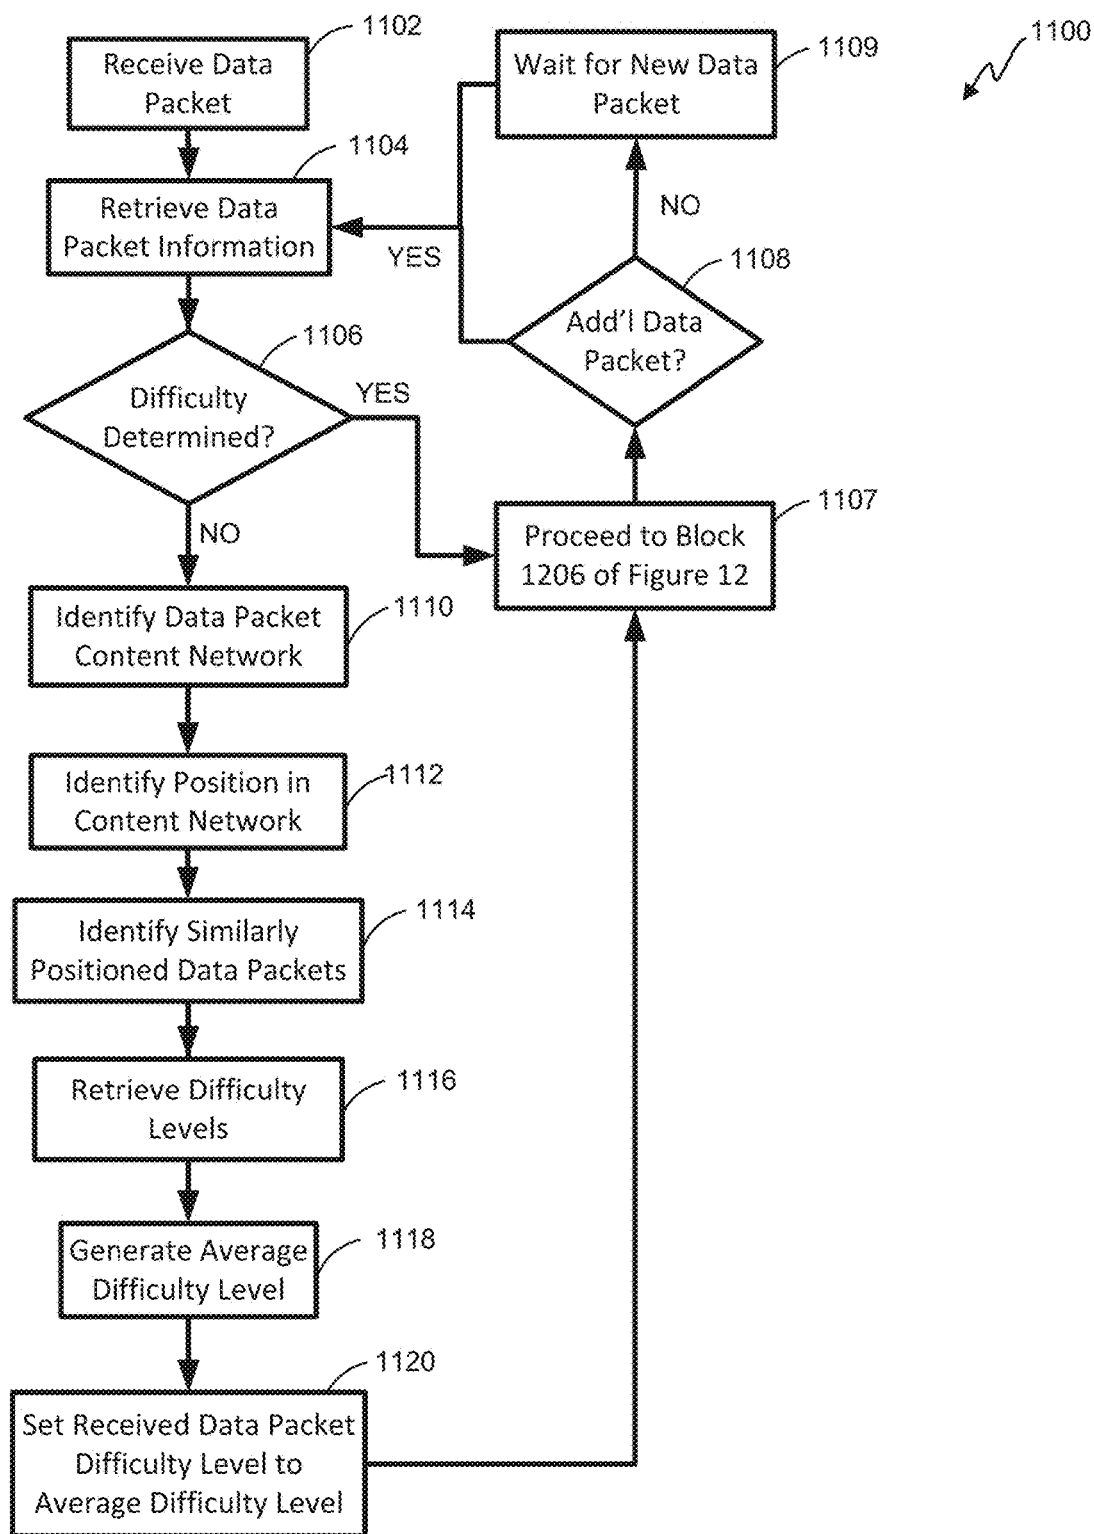 1102
Receive Data
Packet
1104
Retrieve Data
Packet Information
1106
Difficulty
Determined?
YES
NO
Identify Data Packet
Content Network
1110
Identify Position in
Content Network
1112
Identify Similarly
Positioned Data Packets
1114
Retrieve Difficulty
Levels
1116
Generate Average
Difficulty Level
1118
Set Received Data Packet
Difficulty Level to
Average Difficulty Level
1120
Proceed to Block
1206 of Figure 12
1107
Add'l Data
Packet?
1108
YES
NO
Wait for New Data
Packet
1109
1100